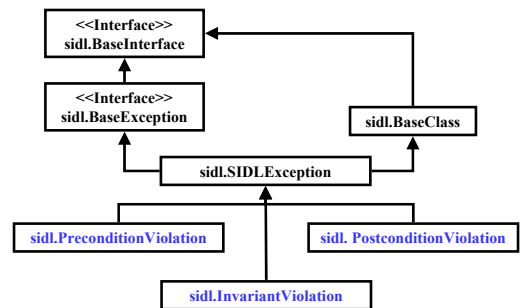 <<Interface>>
sidl.BaseInterface
<<Interface>>
sidl.BaseException
sidl.BaseClass
sidl.SIDLException
sidl.PreconditionViolation
sidl. PostconditionViolation
sidl.InvariantViolation